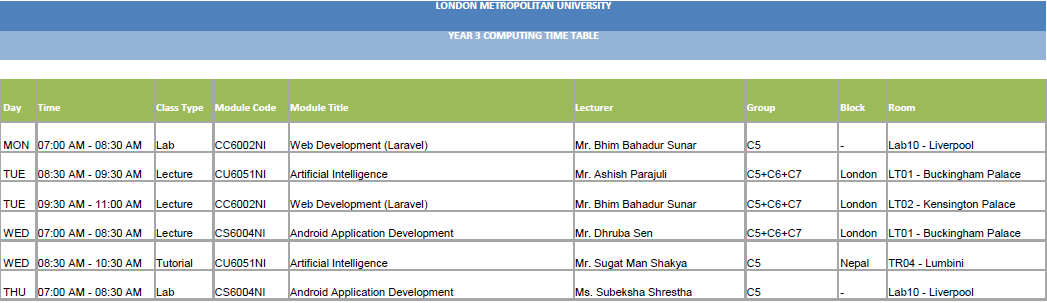 LONDON METROPOLITAN UNIVERSITY
YEAR 3 COMPUTING TIME TABLE
Day Time Class Type Module Code Module Title Lecturer Group Block Room
MON 07:00 AM - 08:30 AM Lab CC6002NI Web Development (Laravel) Mr. Bhim Bahadur Sunar C5 - Lab10 - Liverpool
TUE 08:30 AM - 09:30 AM Lecture CU6051NI Artificial Intelligence Mr. Ashish Parajuli C5+C6+C7 London LT01 - Buckingham Palace
TUE 09:30 AM - 11:00 AM Lecture CC6002NI Web Development (Laravel) Mr. Bhim Bahadur Sunar C5+C6+C7 London LT02 - Kensington Palace
WED 07:00 AM - 08:30 AM Lecture CS6004NI Android Application Development Mr. Dhruba Sen C5+C6+C7 London LT01 - Buckingham Palace
WED 08:30 AM - 10:30 AM Tutorial CU6051NI Artificial Intelligence Mr. Sugat Man Shakya C5 Nepal TR04 - Lumbini
THU 07:00 AM - 08:30 AM Lab CS6004NI Android Application Development Ms. Subeksha Shrestha C5 - Lab10 - Liverpool